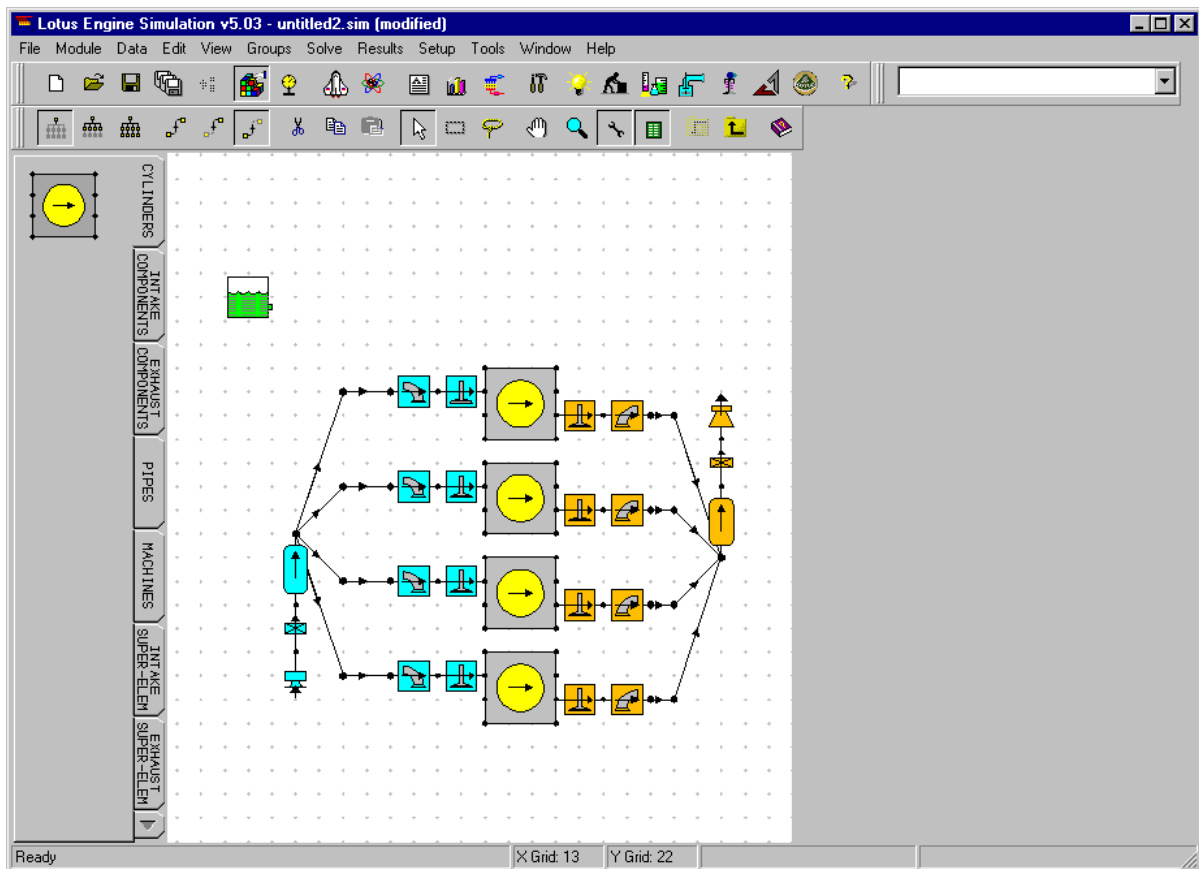 Lotus Engine Simulation v5.03 - untitled2.sim (modified)
File Module Data Edit View Groups Solve Results Setup Tools Window Help
CYLINDERS
INTAKE
COMPONENTS
EXHAUST
COMPONENTS
PIPES
MACHINES
INTAKE
SUPER-ELEM
EXHAUST
SUPER-ELEM
Ready
X Grid: 13
Y Grid: 22